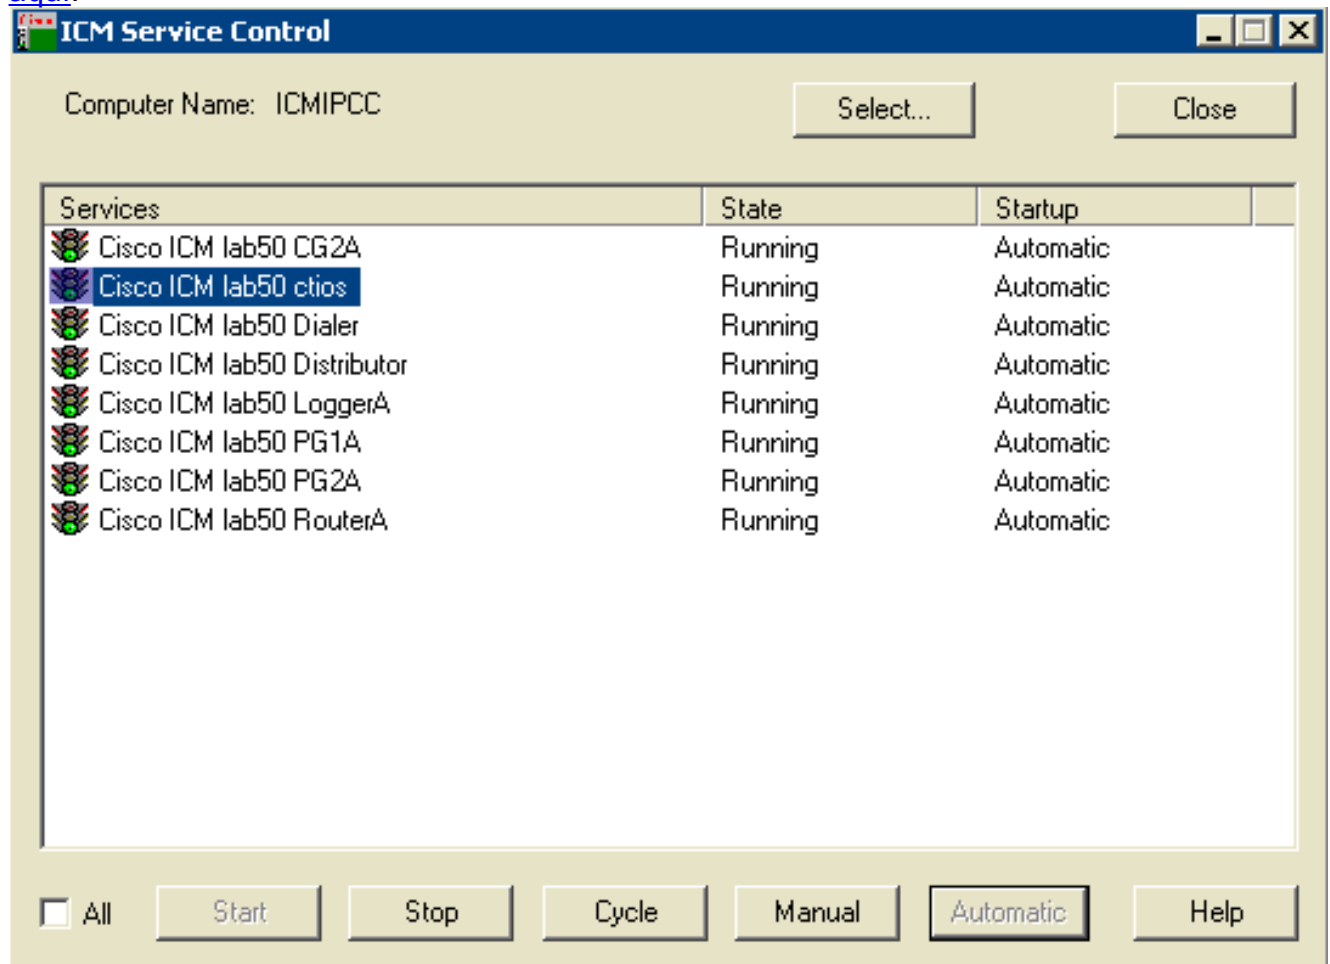 aquí.
ICM Service Control
Computer Name: ICMIPCC
Select...
Close
Services State Startup
Cisco ICM lab50 CG2A Running Automatic
Cisco ICM lab50 ctios Running Automatic
Cisco ICM lab50 Dialer Running Automatic
Cisco ICM lab50 Distributor Running Automatic
Cisco ICM lab50 LoggerA Running Automatic
Cisco ICM lab50 PG1A Running Automatic
Cisco ICM lab50 PG2A Running Automatic
Cisco ICM lab50 RouterA Running Automatic
All Start Stop Cycle Manual Automatic Help